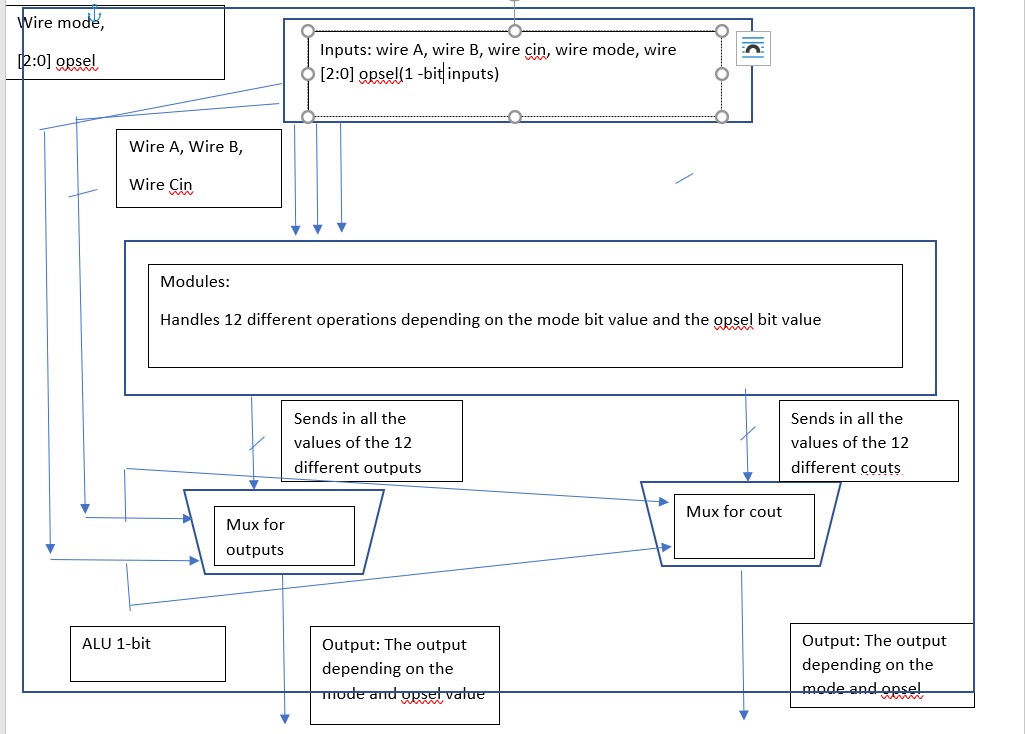 Wire mode,
[2:0] opsel
Inputs: wire A, wire B, wire cin, wire mode, wire
[2:0] opsel(1 -bit inputs)
Wire A, Wire B,
Wire Cin
Modules:
Handles 12 different operations depending on the mode bit value and the opsel bit value
Sends in all the
values of the 12
different outputs
Sends in all the
values of the 12
different couts
Mux for
outputs
Mux for cout
ALU 1-bit
Output: The output
depending on the
mode and opsel value
Output: The output
depending on the
mode and opsel